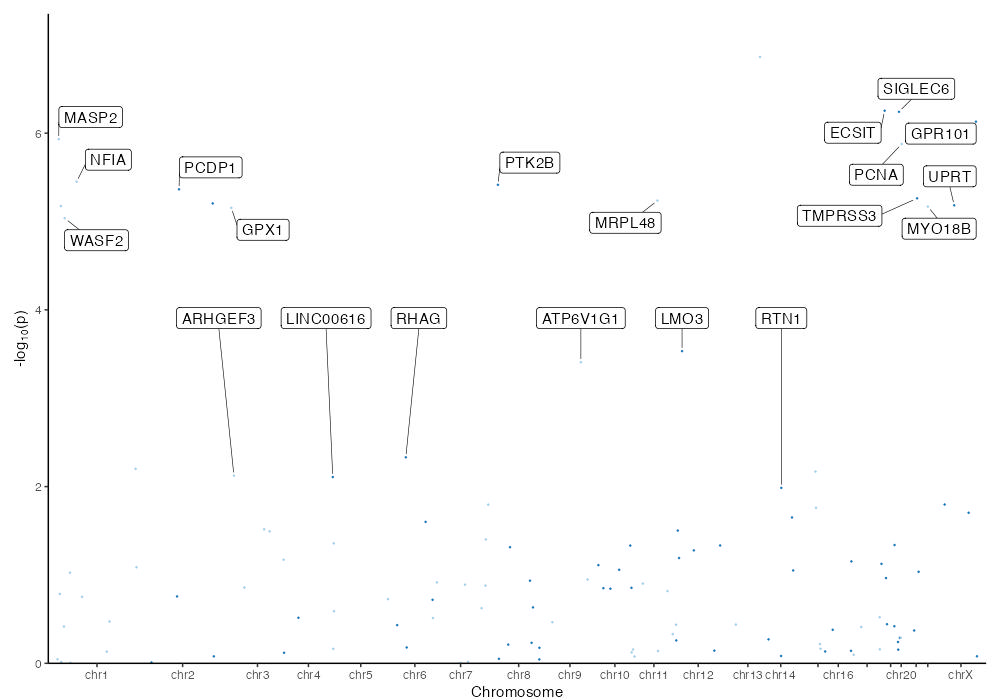 SIGLEC6
MASP2
6
ECSIT
GPR101
NFIA
PCDP1
PTK2B
PCNA
UPRT
TMPRSS3
MRPL48
GPX1
MYO18B
WASF2
4
ARHGEF3
LINC00616
RHAG
ATP6V1G1
LMO3
RTN1
-log10(p)
2
0
chr1 chr2 chr3 chr4 chr5 chr6 chr7 chr8 chr9 chr10 chr11 chr12 chr13 chr14 chr16 chr20 chrX
Chromosome